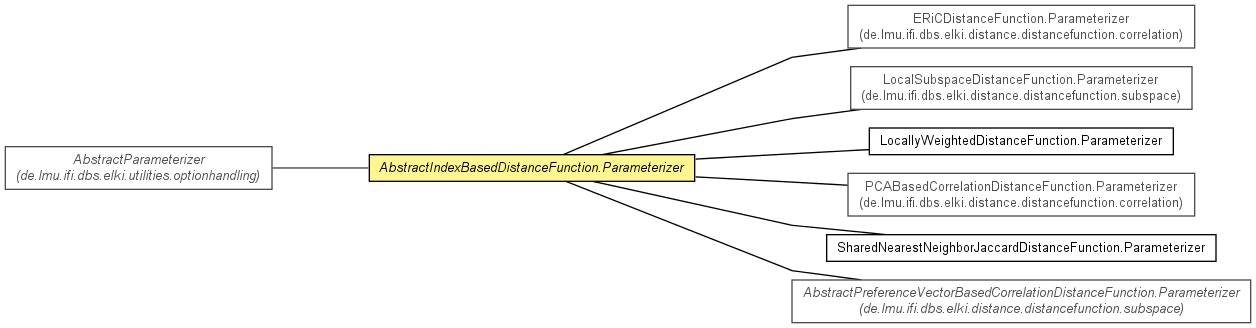 ERiCDistanceFunction.Parameterizer
(de.lmu.ifi.dbs.elki.distance.distancefunction.correlation)
LocalSubspaceDistanceFunction.Parameterizer
(de.lmu.ifi.dbs.elki.distance.distancefunction.subspace)
LocallyWeightedDistanceFunction.Parameterizer
AbstractParameterizer
(de.lmu.ifi.dbs.elki.utilities.optionhandling)
AbstractIndexBasedDistanceFunction.Parameterizer
PCABasedCorrelationDistanceFunction.Parameterizer
(de.lmu.ifi.dbs.elki.distance.distancefunction.correlation)
SharedNearestNeighborJaccardDistanceFunction.Parameterizer
AbstractPreferenceVectorBasedCorrelationDistanceFunction.Parameterizer
(de.lmu.ifi.dbs.elki.distance.distancefunction.subspace)